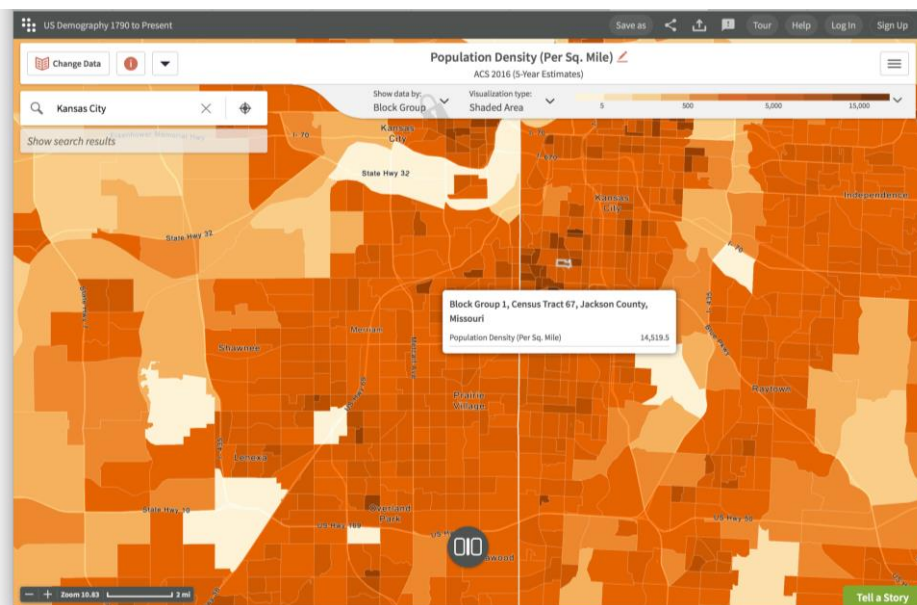 US Demography 1790 to Present
Save as
Tour
Help
Log In
Sign Up
Change Data
Population Density (Per Sq. Mile)
ACS 2016 (5-Year Estimates)
Kansas City
Show search results
Show data by:
Block Group
Visualization type:
Shaded Area
5
500
5,000
15,000
I- 70
Kansas
City
I- 70
State Hwy 32
Kansas
City
Independence
State Hwy 32
I- 70
Block Group 1, Census Tract 67, Jackson County,
Missouri
Population Density (Per Sq. Mile)
14,519.5
I- 435
Merriam
Shawnee
Prairie
Village
Raytown
I- 435
Lenexa
State Hwy 10
Overland
Park
US Hwy 50
Zoom 10.83
2 mi
Tell a Story